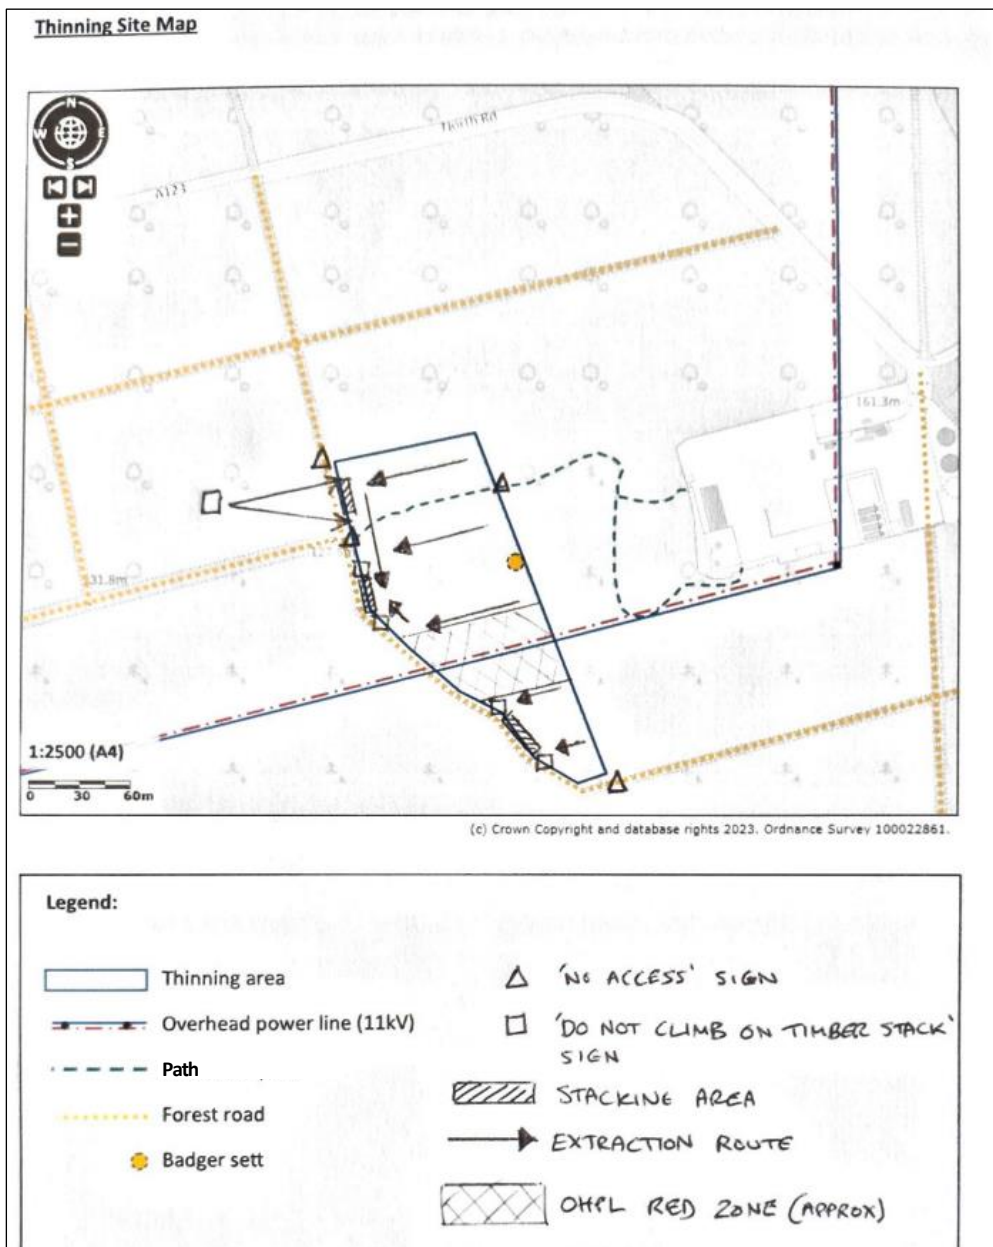 Thinning Site Map
N
W
E
S
A123
161.3m
1:2500 (A4)
0 30 60m
(c) Crown Copyright and database rights 2023. Ordnance Survey 100022861.
Legend:
Thinning area
Overhead power line (11kV)
Path
Forest road
Badger sett
'NO ACCESS' SIGN
'DO NOT CLIMB ON TIMBER STACK'
SIGN
STACKING AREA
EXTRACTION ROUTE
OHPL RED ZONE (APPROX)